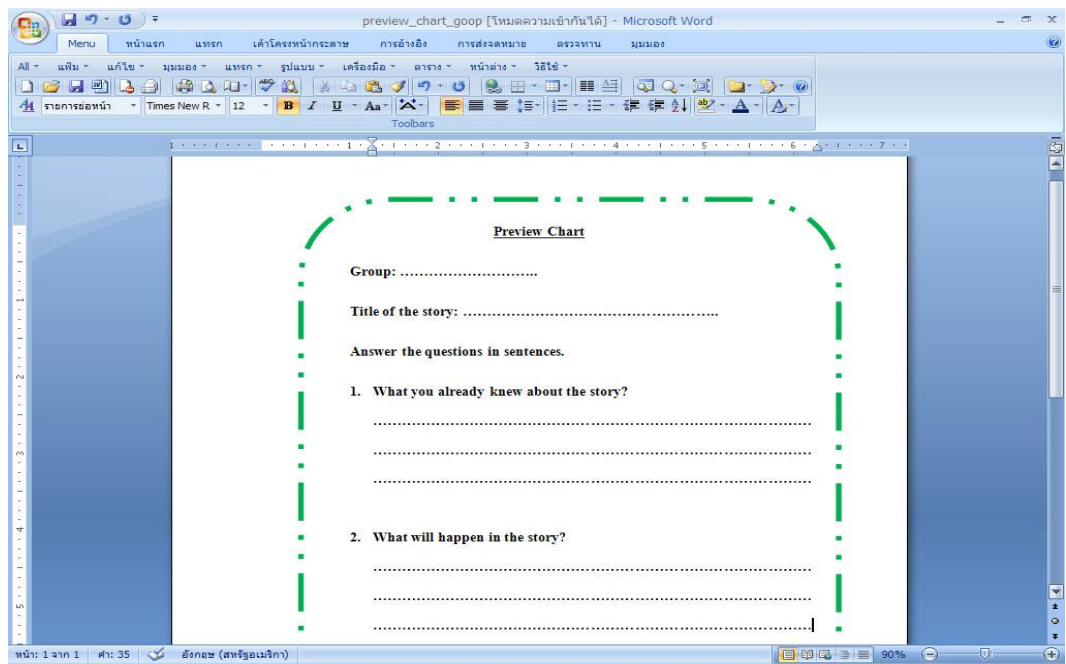 preview_chart_goop [โหมดความเข้ากันได้] - Microsoft Word
Menu หน้าแรก แทรก เค้าโครงหน้ากระดาษ การอ้างอิง การส่งจดหมาย ตรวจทาน มุมมอง
All แฟ้ม แก้ไข มุมมอง แทรก รูปแบบ เครื่องมือ ตาราง หน้าต่าง วิธีใช้
รายการย่อหน้า Times New R 12 B I U Aa
Toolbars
1 1 2 3 4 5 6 7
Preview Chart
Group: ………………………..
Title of the story: ……………………………………………..
Answer the questions in sentences.
1. What you already knew about the story?
………………………………………………………………………………
………………………………………………………………………………
………………………………………………………………………………
2. What will happen in the story?
………………………………………………………………………………
………………………………………………………………………………
………………………………………………………………………………
หน้า: 1 จาก 1 คำ: 35 อังกฤษ (สหรัฐอเมริกา) 90%